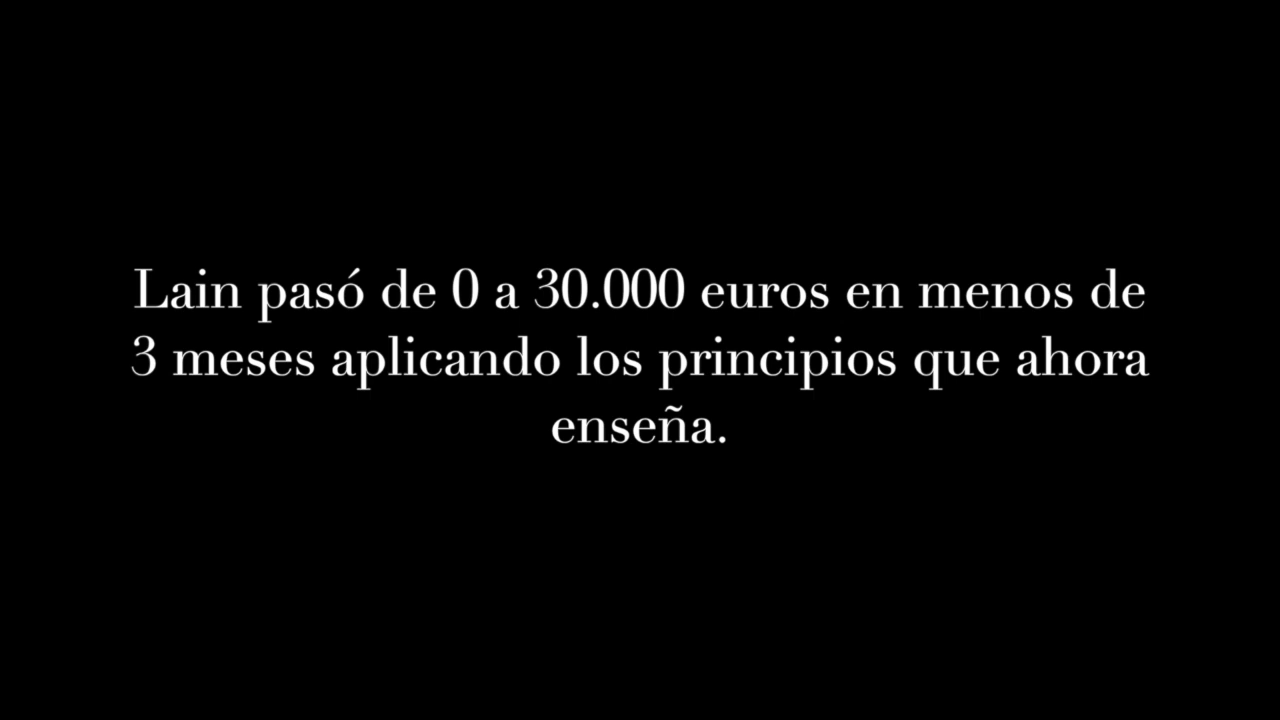 Lain pasó de 0 a 30.000 euros en menos de
3 meses aplicando los principios que ahora
enseña.